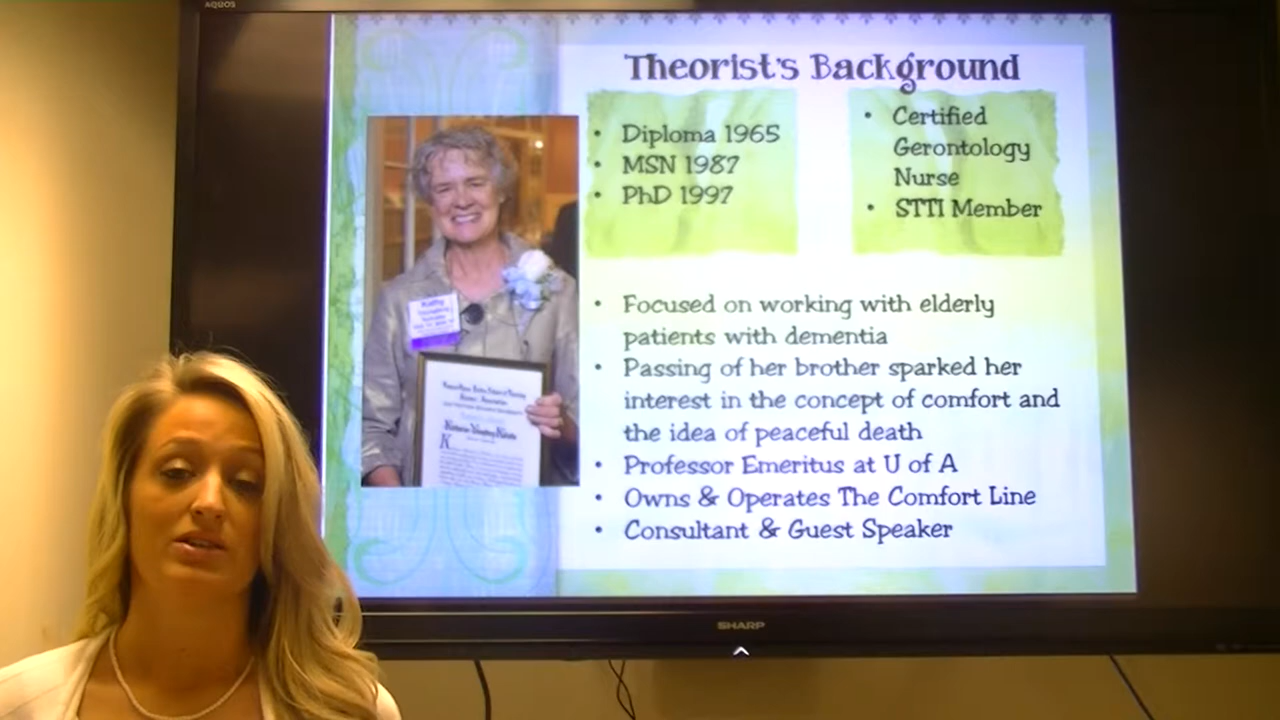 AQUOS
Theorist's Background
• Diploma 1965
• MSN 1987
• PhD 1997
• Certified
Gerontology
Nurse
• STTI Member
• Focused on working with elderly
patients with dementia
• Passing of her brother sparked her
interest in the concept of comfort and
the idea of peaceful death
• Professor Emeritus at U of A
• Owns & Operates The Comfort Line
• Consultant & Guest Speaker
Kathy
SHARP